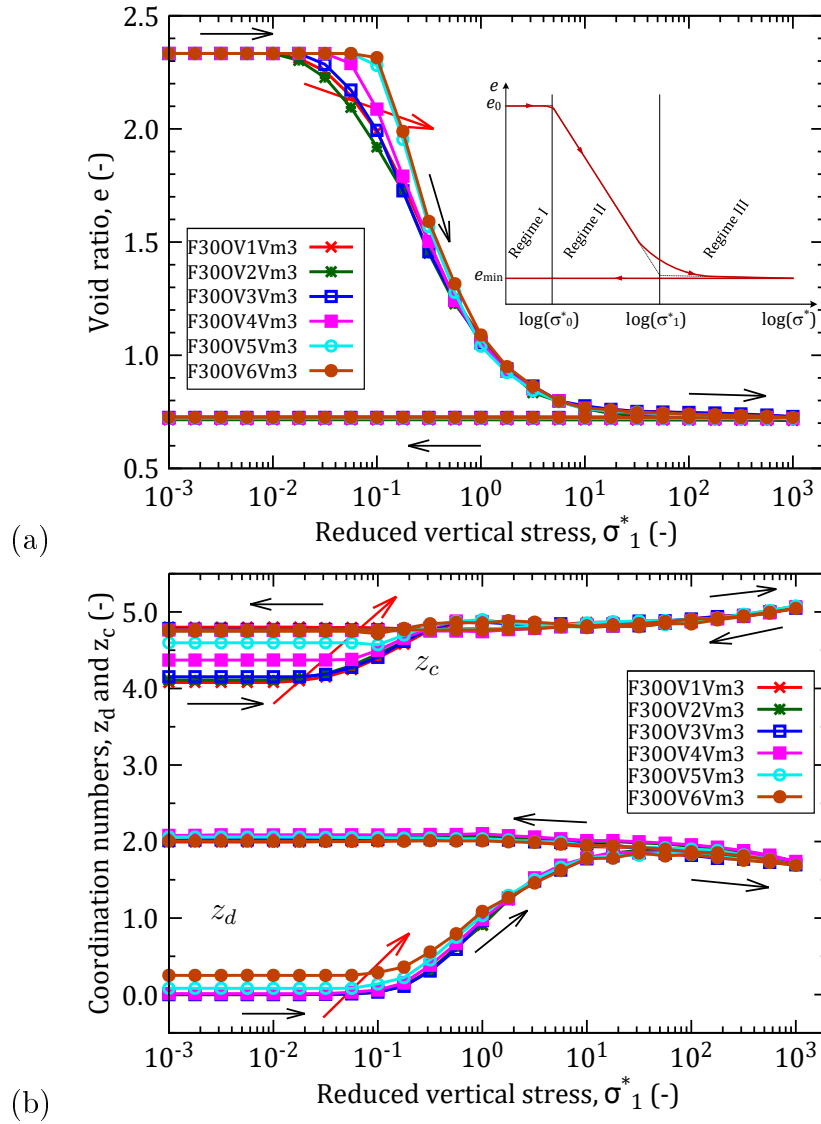 2.5
2.0
1.5
1.0
0.5
Void ratio, e (-)
F30OV1Vm3
F30OV2Vm3
F30OV3Vm3
F30OV4Vm3
F30OV5Vm3
F30OV6Vm3
e
e₀
eₘᵢₙ
Regime I
Regime II
Regime III
log(σ*₀)
log(σ*₁)
log(σ*)
10⁻³ 10⁻² 10⁻¹ 10⁰ 10¹ 10² 10³
Reduced vertical stress, σ*₁ (-)
(a)
5.0
4.0
3.0
2.0
1.0
0.0
Coordination numbers, z_d and z_c (-)
z_c
F30OV1Vm3
F30OV2Vm3
F30OV3Vm3
F30OV4Vm3
F30OV5Vm3
F30OV6Vm3
z_d
10⁻³ 10⁻² 10⁻¹ 10⁰ 10¹ 10² 10³
Reduced vertical stress, σ*₁ (-)
(b)